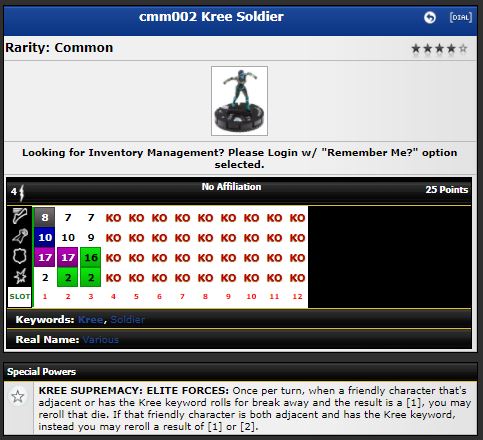 cmm002 Kree Soldier
[DIAL]
Rarity: Common
Looking for Inventory Management? Please Login w/ "Remember Me?" option
selected.
4 No Affiliation 25 Points
8 7 7 KO KO KO KO KO KO KO KO KO
10 10 9 KO KO KO KO KO KO KO KO KO
17 17 16 KO KO KO KO KO KO KO KO KO
2 2 2 KO KO KO KO KO KO KO KO KO
SLOT 1 2 3 4 5 6 7 8 9 10 11 12
Keywords: Kree, Soldier
Real Name: Various
Special Powers
KREE SUPREMACY: ELITE FORCES: Once per turn, when a friendly character that's
adjacent or has the Kree keyword rolls for break away and the result is a [1], you may
reroll that die. If that friendly character is both adjacent and has the Kree keyword,
instead you may reroll a result of [1] or [2].